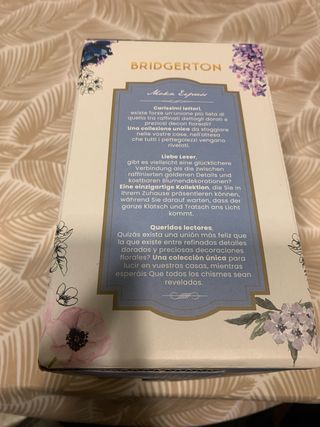 BRIDGERTON
Moka Express
Carissimi lettori,
esiste forse un'unione più lieta di
quella tra raffinati dettagli dorati e
preziosi decori floreali?
Una collezione unica da sfoggiare
nelle vostre case, nell'attesa
che tutti i pettegolezzi vengano
rivelati.
Liebe Leser,
gibt es vielleicht eine glücklichere
Verbindung als die zwischen
raffinierten goldenen Details und
kostbaren Blumendekorationen?
Eine einzigartige Kollektion, die Sie in
Ihrem Zuhause präsentieren können,
während Sie darauf warten, dass der
ganze Klatsch und Tratsch ans Licht
kommt.
Queridos lectores,
Quizás exista una unión más feliz que
la que existe entre refinados detalles
dorados y preciosas decoraciones
florales? Una colección única para
lucir en vuestras casas, mientras
esperáis Que todos los chismes sean
revelados.